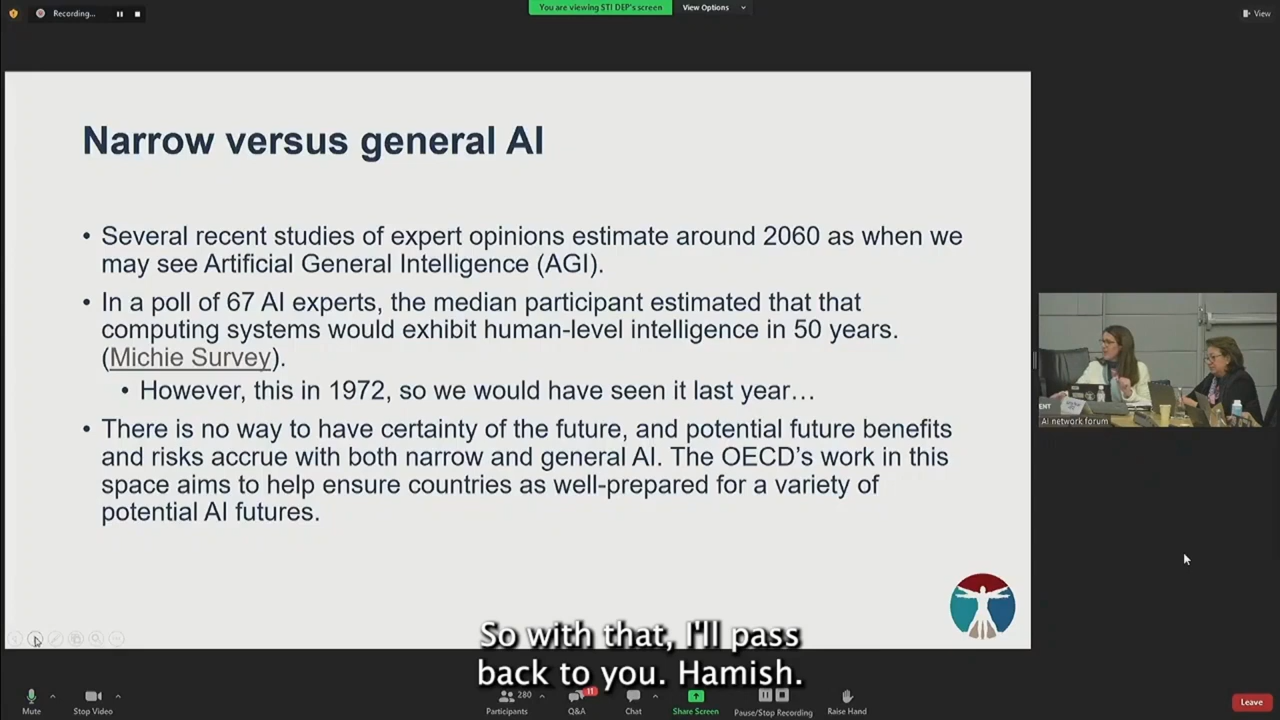 Recording...
You are viewing STI DEP's screen
View Options
View
Narrow versus general AI
• Several recent studies of expert opinions estimate around 2060 as when we
may see Artificial General Intelligence (AGI).
• In a poll of 67 AI experts, the median participant estimated that that
computing systems would exhibit human-level intelligence in 50 years.
(Michie Survey).
• However, this in 1972, so we would have seen it last year…
• There is no way to have certainty of the future, and potential future benefits
and risks accrue with both narrow and general AI. The OECD's work in this
space aims to help ensure countries as well-prepared for a variety of
potential AI futures.
AI network forum
So with that, I'll pass
back to you. Hamish.
Mute
Stop Video
280
Participants
11
Q&A
Chat
Share Screen
Pause/Stop Recording
Raise Hand
Leave